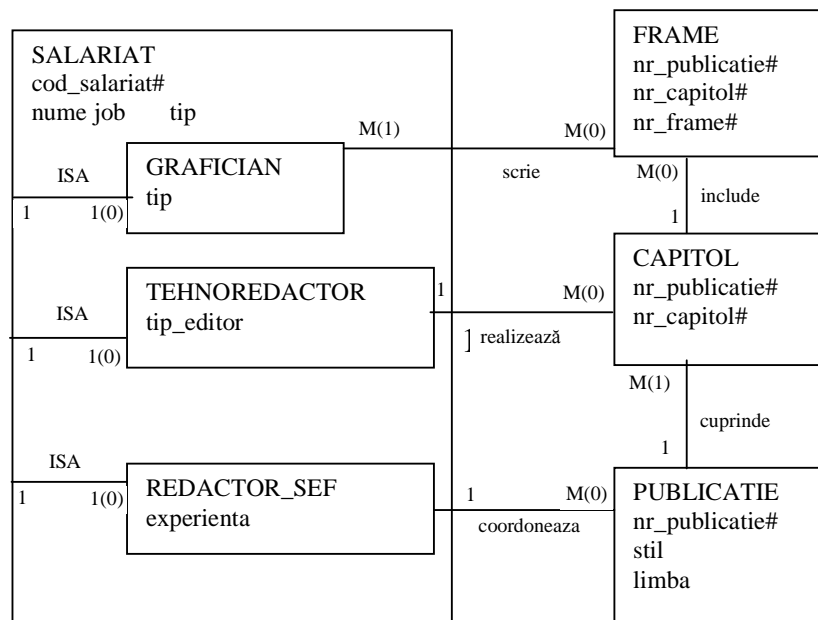 SALARIAT
cod_salariat#
nume job tip
ISA
1
1(0)
GRAFICIAN
tip
M(1)
scrie
M(0)
FRAME
nr_publicatie#
nr_capitol#
nr_frame#
M(0)
include
1
ISA
1
1(0)
TEHNOREDACTOR
tip_editor
1
realizează
M(0)
CAPITOL
nr_publicatie#
nr_capitol#
M(1)
cuprinde
1
ISA
1
1(0)
REDACTOR_SEF
experienta
1
coordoneaza
M(0)
PUBLICATIE
nr_publicatie#
stil
limba